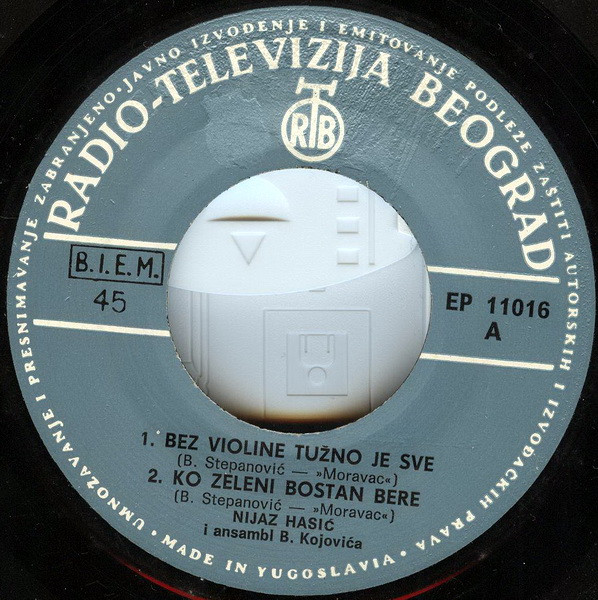 UMNOŽAVANJE I PRESNIMAVANJE ZABRANJENO • JAVNO IZVOĐENJE I EMITOVANJE PODLEŽE ZAŠTITI AUTORSKIH I IZVOĐAČKIH PRAVA •
RADIO-TELEVIZIJA BEOGRAD
RTB
B.I.E.M.
45
EP 11016
A
1. BEZ VIOLINE TUŽNO JE SVE
(B. Stepanović — »Moravac«)
2. KO ZELENI BOSTAN BERE
(B. Stepanović — »Moravac«)
NIJAZ HASIĆ
i ansambl B. Kojovića
MADE IN YUGOSLAVIA •